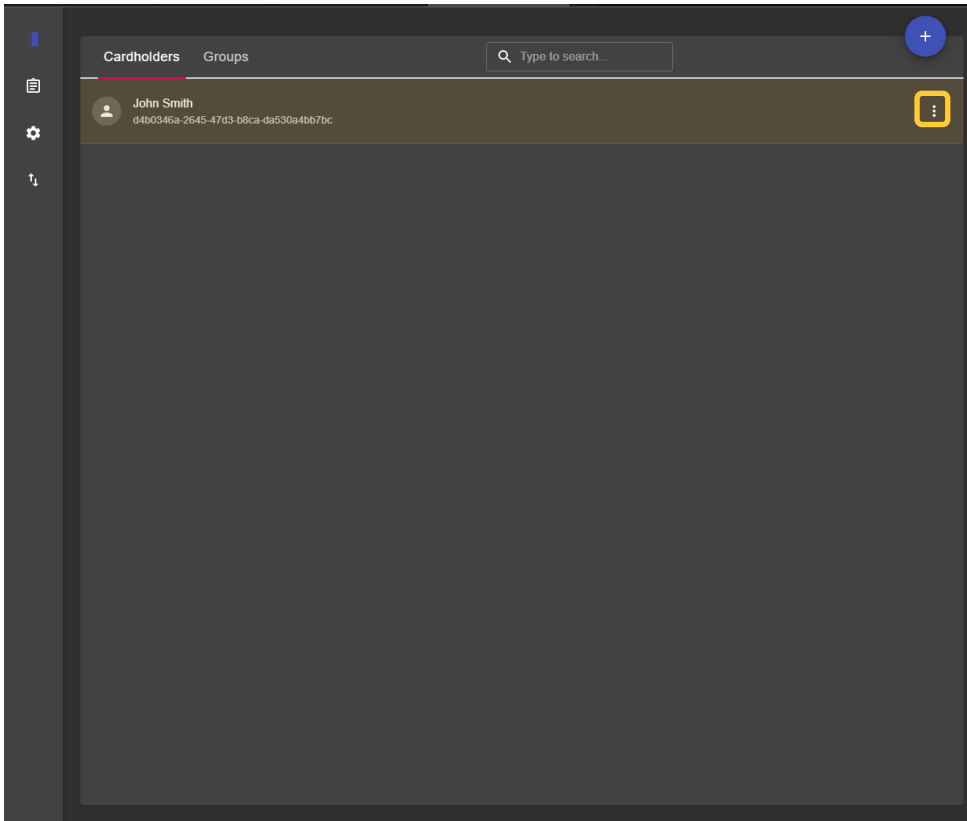 Cardholders Groups Type to search...
John Smith
d4b0346a-2645-47d3-b8ca-da530a4bb7bc